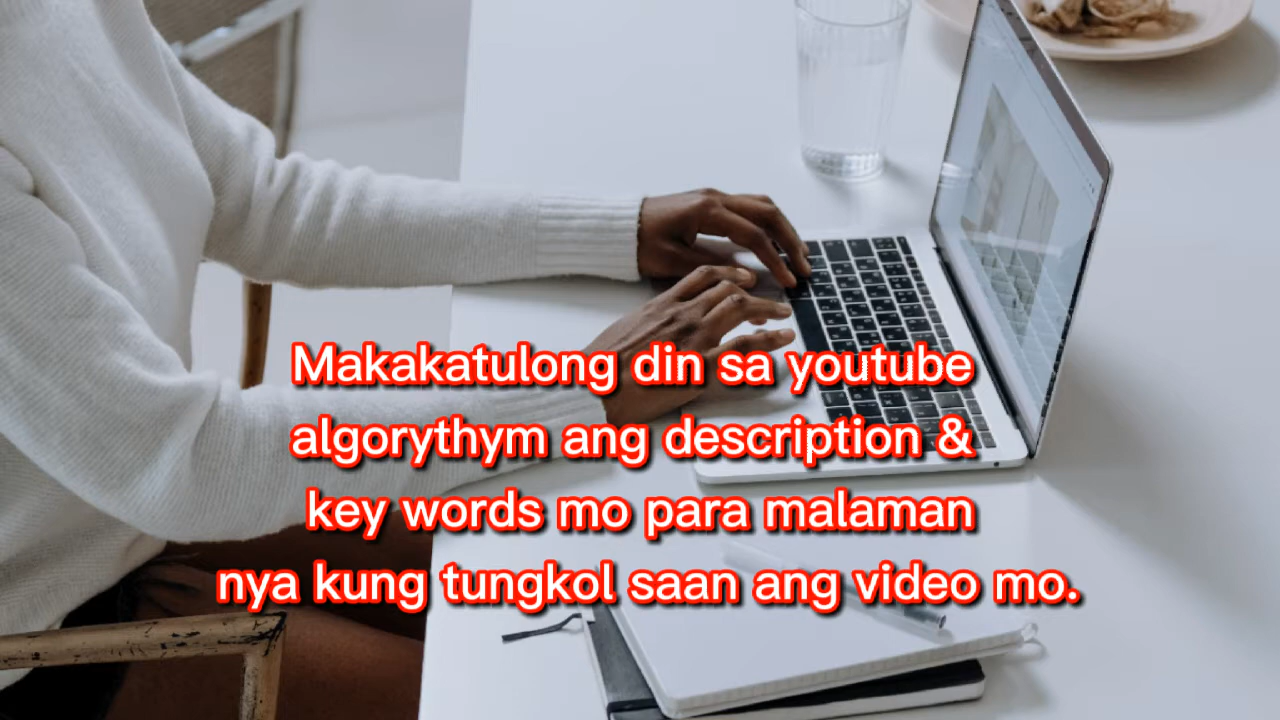 Makakatulong din sa youtube
algorythym ang description &
key words mo para malaman
nya kung tungkol saan ang video mo.